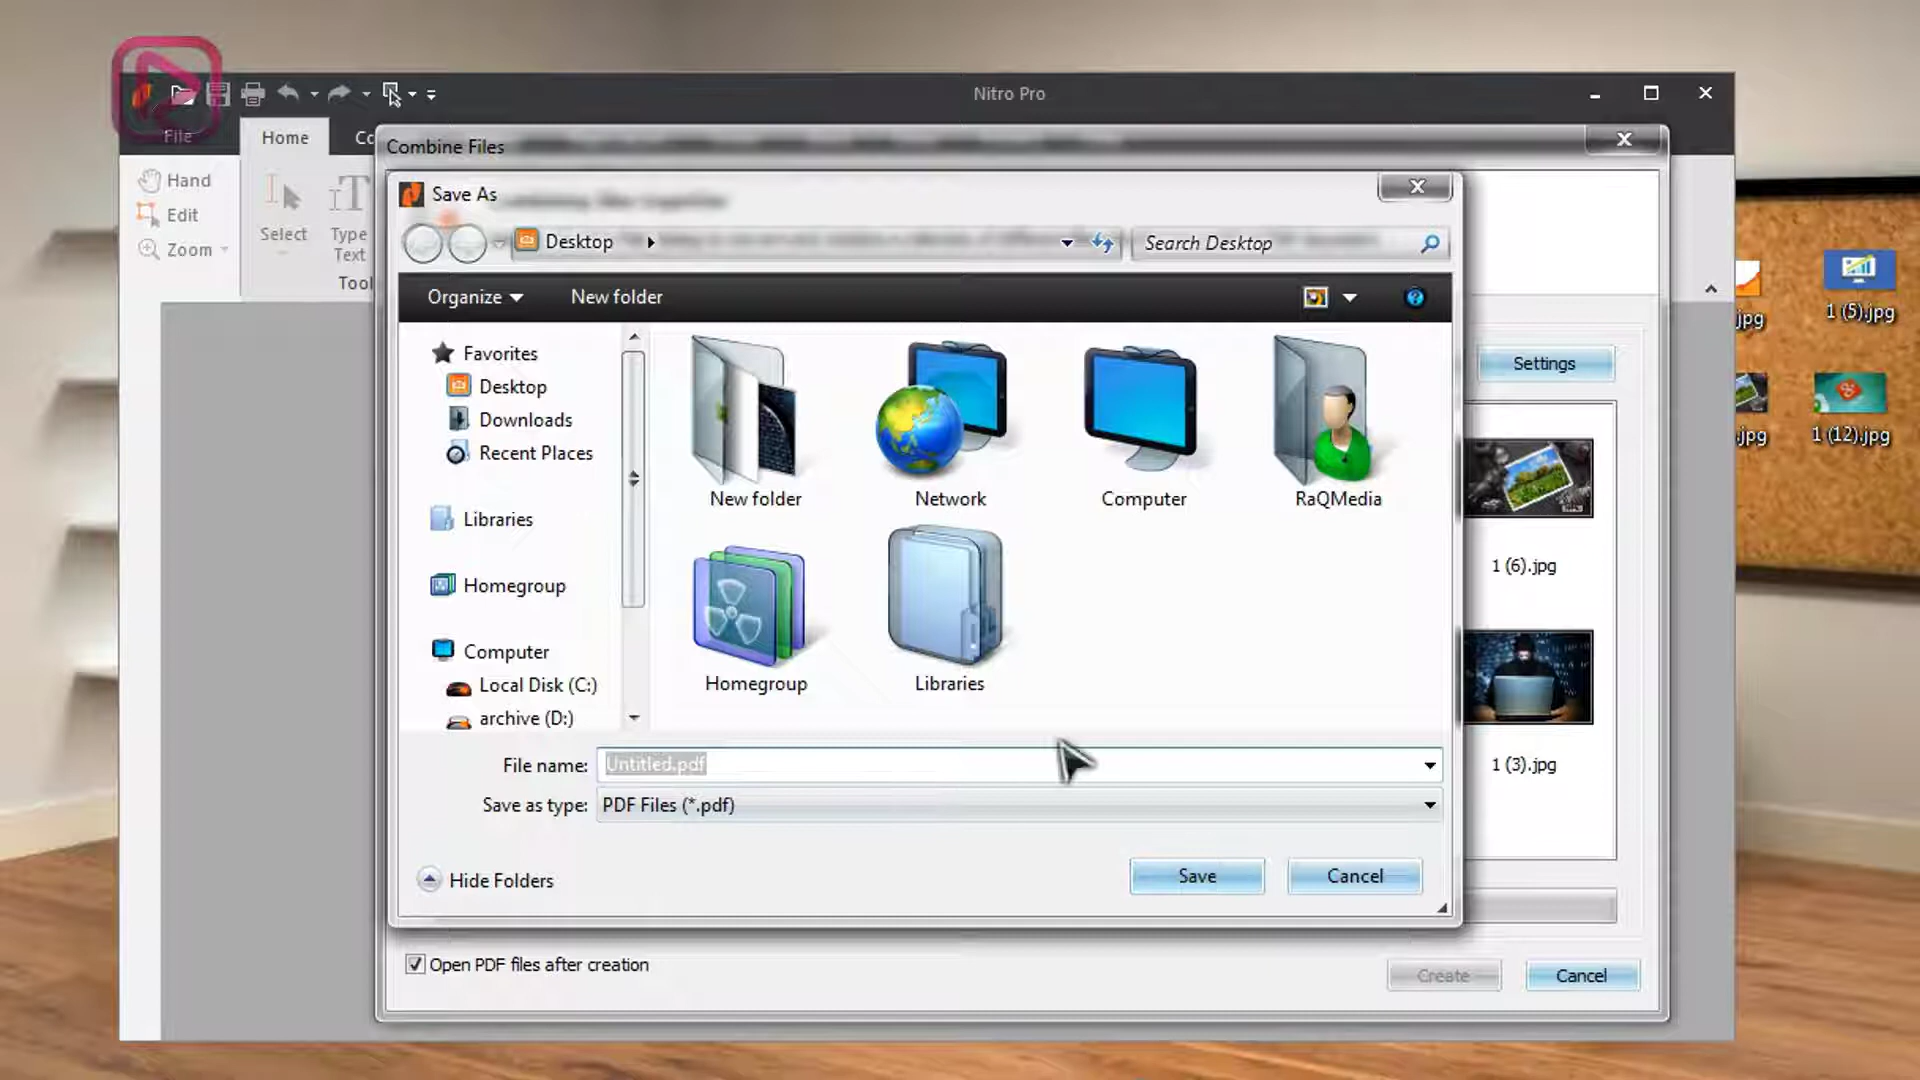 Nitro Pro
File
Home
Co
Hand
Edit
Zoom
Select
Type
Text
Tool
Combine Files
Save As
Desktop
Search Desktop
Organize
New folder
Favorites
Desktop
Downloads
Recent Places
Libraries
Homegroup
Computer
Local Disk (C:)
archive (D:)
New folder
Network
Computer
RaQMedia
Homegroup
Libraries
File name:
Untitled.pdf
Save as type:
PDF Files (*.pdf)
Hide Folders
Save
Cancel
Settings
1 (6).jpg
1 (3).jpg
Open PDF files after creation
Create
Cancel
jpg
1 (5).jpg
.jpg
1 (12).jpg